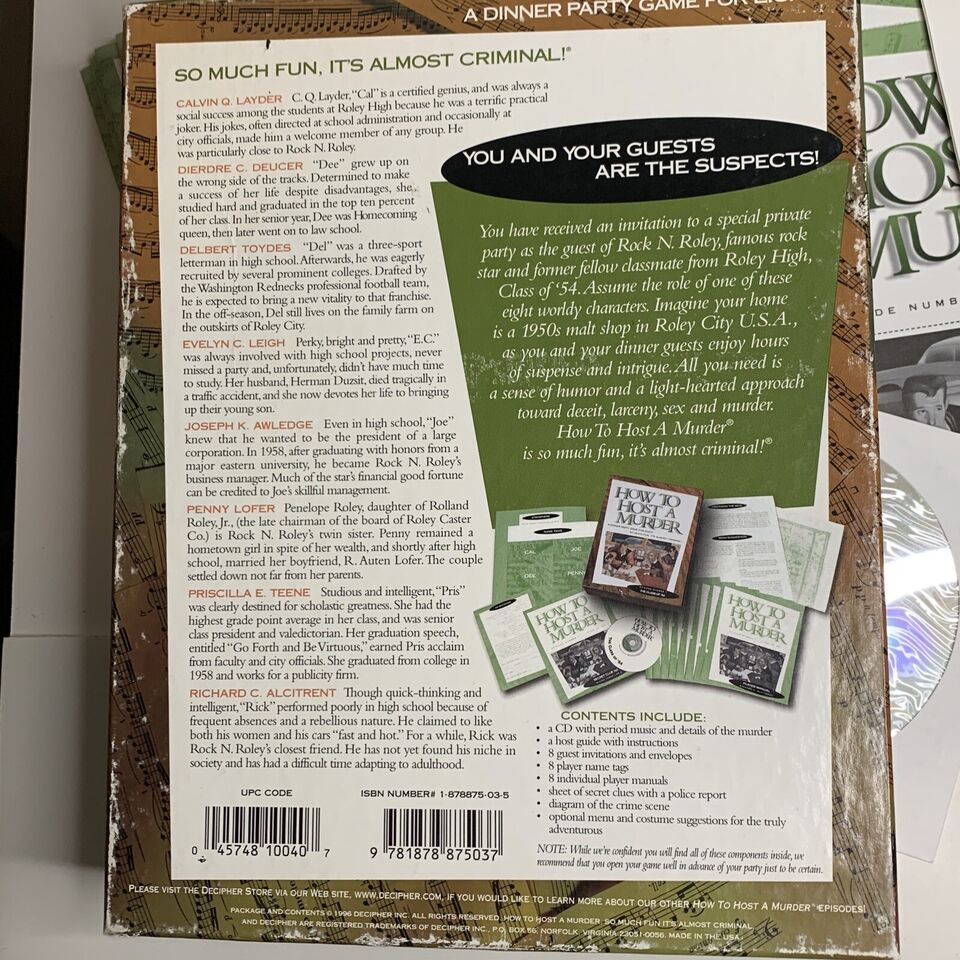 A DINNER PARTY GAME FOR
SO MUCH FUN, IT'S ALMOST CRIMINAL!®
CALVIN Q. LAYDER C. Q. Layder, "Cal" is a certified genius, and was always a
social success among the students at Roley High because he was a terrific practical
joker. His jokes, often directed at school administration and occasionally at
city officials, made him a welcome member of any group. He
was particularly close to Rock N. Roley.
DIERDRE C. DEUCER "Dee" grew up on
the wrong side of the tracks. Determined to make
a success of her life despite disadvantages, she
studied hard and graduated in the top ten percent
of her class. In her senior year, Dee was Homecoming
queen, then later went on to law school.
DELBERT TOYDES "Del" was a three-sport
letterman in high school. Afterwards, he was eagerly
recruited by several prominent colleges. Drafted by
the Washington Rednecks professional football team,
he is expected to bring a new vitality to that franchise.
In the off-season, Del still lives on the family farm on
the outskirts of Roley City.
EVELYN C. LEIGH Perky, bright and pretty, "E.C."
was always involved with high school projects, never
missed a party and, unfortunately, didn't have much time
to study. Her husband, Herman Duzsit, died tragically in
a traffic accident, and she now devotes her life to bringing
up their young son.
JOSEPH K. AWLEDGE Even in high school, "Joe"
knew that he wanted to be the president of a large
corporation. In 1958, after graduating with honors from a
major eastern university, he became Rock N. Roley's
business manager. Much of the star's financial good fortune
can be credited to Joe's skillful management.
PENNY LOFER Penelope Roley, daughter of Rolland
Roley, Jr., (the late chairman of the board of Roley Caster
Co.) is Rock N. Roley's twin sister. Penny remained a
hometown girl in spite of her wealth, and shortly after high
school, married her boyfriend, R. Auten Lofer. The couple
settled down not far from her parents.
PRISCILLA E. TEENE Studious and intelligent, "Pris"
was clearly destined for scholastic greatness. She had the
highest grade point average in her class, and was senior
class president and valedictorian. Her graduation speech,
entitled "Go Forth and Be Virtuous," earned Pris acclaim
from faculty and city officials. She graduated from college in
1958 and works for a publicity firm.
RICHARD C. ALCITRENT Though quick-thinking and
intelligent, "Rick" performed poorly in high school because of
frequent absences and a rebellious nature. He claimed to like
both his women and his cars "fast and hot." For a while, Rick was
Rock N. Roley's closest friend. He has not yet found his niche in
society and has had a difficult time adapting to adulthood.
YOU AND YOUR GUESTS
ARE THE SUSPECTS!
You have received an invitation to a special private
party as the guest of Rock N. Roley, famous rock
star and former fellow classmate from Roley High,
Class of '54. Assume the role of one of these
eight worldy characters. Imagine your home
is a 1950s malt shop in Roley City U.S.A.,
as you and your dinner guests enjoy hours
of suspense and intrigue. All you need is
a sense of humor and a light-hearted approach
toward deceit, larceny, sex and murder.
How To Host A Murder®
is so much fun, it's almost criminal!®
HOW TO
HOST A
MURDER
CAL
JOE
DEE
PENNY
HOW TO
HOST A
MURDER
HOW TO
HOST A
MURDER
CONTENTS INCLUDE:
• a CD with period music and details of the murder
• a host guide with instructions
• 8 guest invitations and envelopes
• 8 player name tags
• 8 individual player manuals
• sheet of secret clues with a police report
• diagram of the crime scene
• optional menu and costume suggestions for the truly
adventurous
NOTE: While we're confident you will find all of these components inside, we
recommend that you open your game well in advance of your party just to be certain.
UPC CODE
0 45748 10040 7
ISBN NUMBER# 1-878875-03-5
9 781878 875037
PLEASE VISIT THE DECIPHER STORE VIA OUR WEB SITE, WWW.DECIPHER.COM, IF YOU WOULD LIKE TO LEARN MORE ABOUT OUR OTHER HOW TO HOST A MURDER® EPISODES!
PACKAGE AND CONTENTS © 1996 DECIPHER INC. ALL RIGHTS RESERVED. HOW TO HOST A MURDER, SO MUCH FUN IT'S ALMOST CRIMINAL
AND DECIPHER ARE REGISTERED TRADEMARKS OF DECIPHER INC., P.O. BOX 56, NORFOLK, VIRGINIA 23051-0056. MADE IN THE USA.